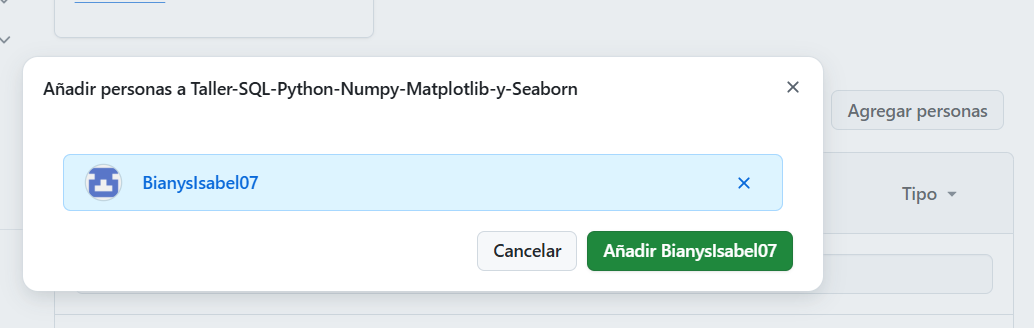 Añadir personas a Taller-SQL-Python-Numpy-Matplotlib-y-Seaborn
Agregar personas
BianysIsabel07
Tipo
Cancelar
Añadir BianysIsabel07